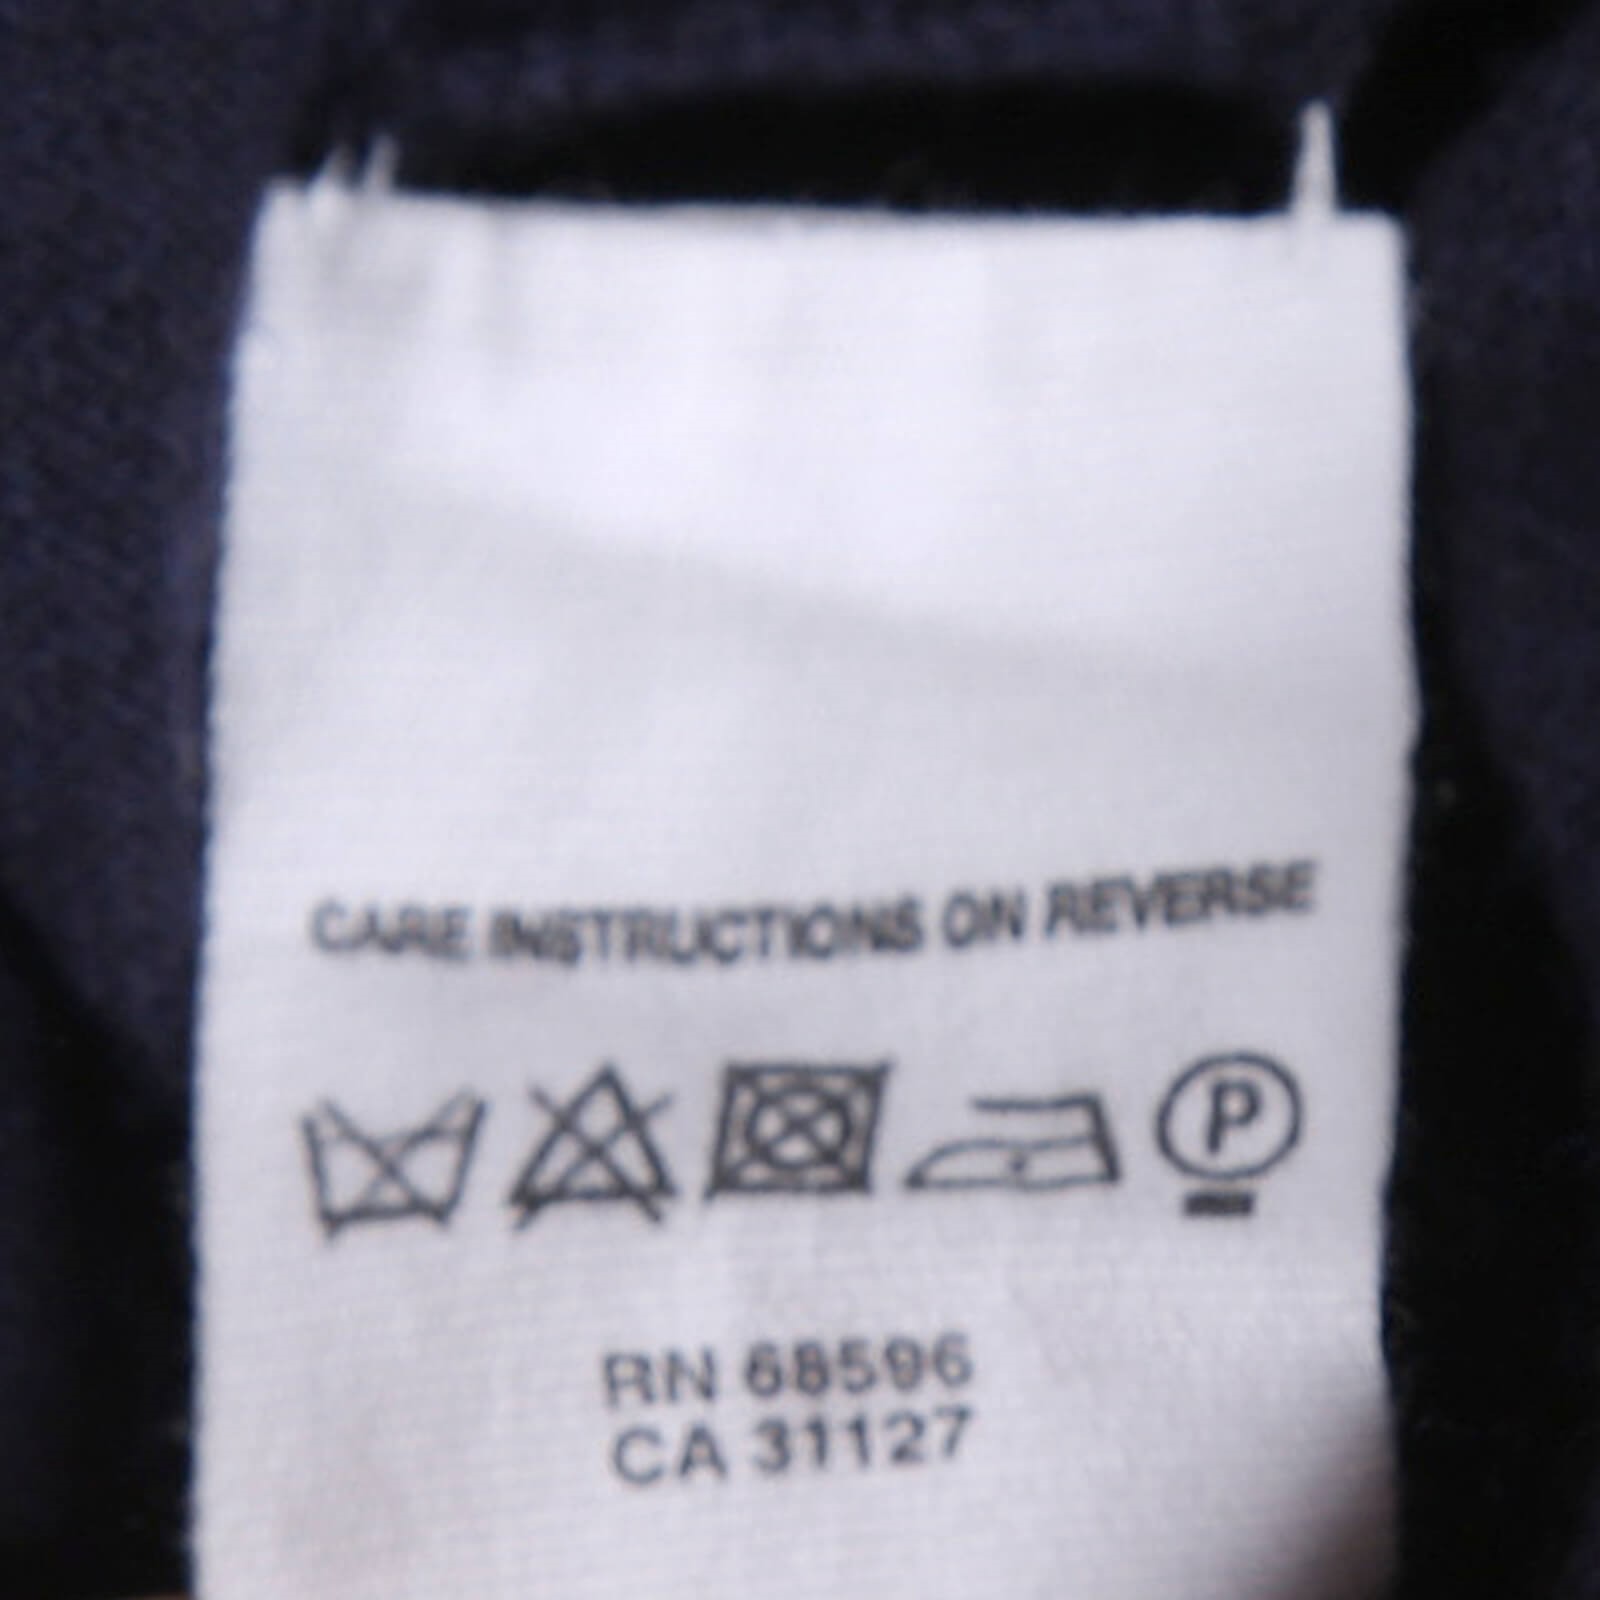 CARE INSTRUCTIONS ON REVERSE
P
RN 68596
CA 31127